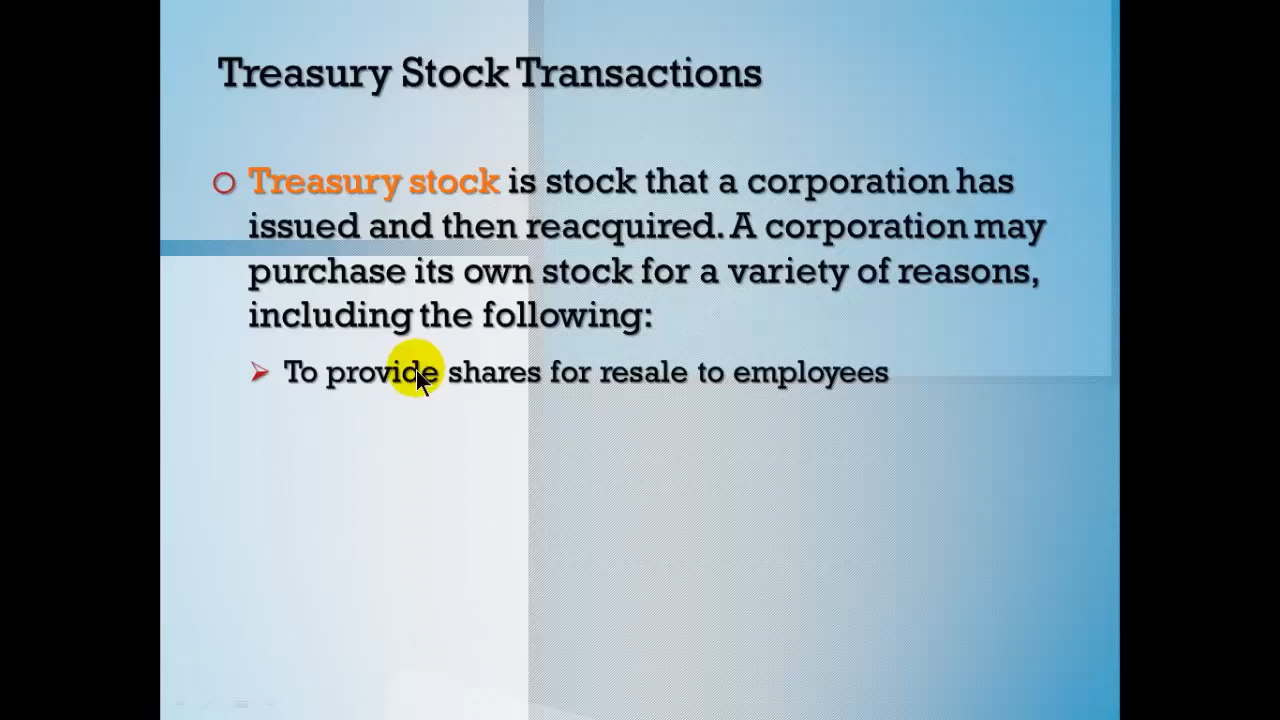 Treasury Stock Transactions
Treasury stock is stock that a corporation has
issued and then reacquired. A corporation may
purchase its own stock for a variety of reasons,
including the following:
To provide shares for resale to employees